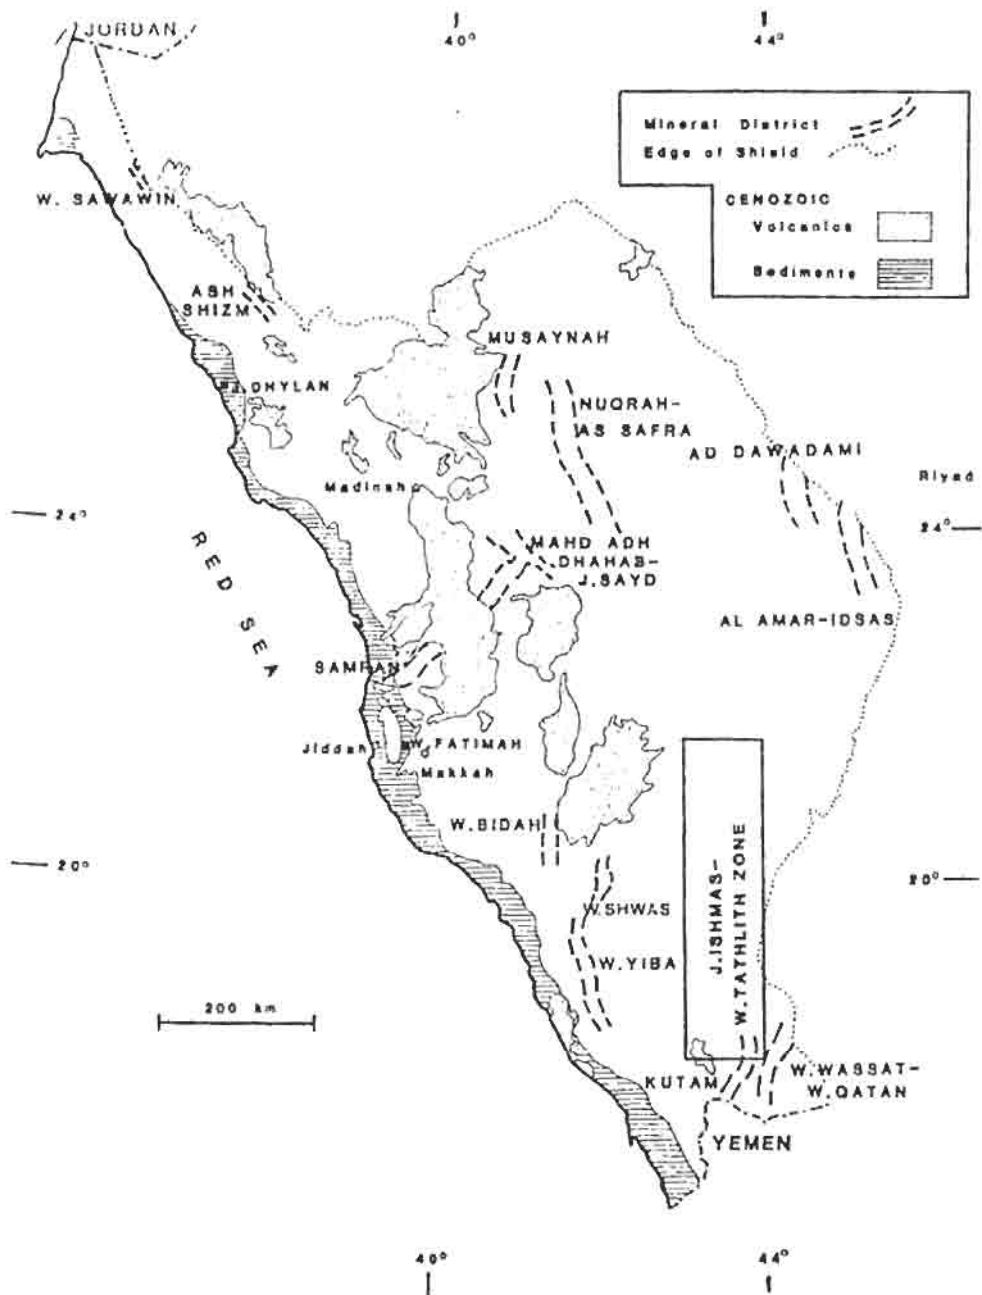 JORDAN
40°
44°
Mineral District
Edge of Shield
CENOZOIC
Volcanics
Sediments
W. SAWAWIN
ASH
SHIZM
MUSAYNAH
J. DHYLAN
NUQRAH-
AS SAFRA
AD DAWADAMI
Riyad
Madinah
24°
24°
RED SEA
MAHD ADH
DHAHAB-
J. SAYD
AL AMAR-IDSAS
SAMRAN
Jiddah
W. FATIMAH
Makkah
W. BIDAH
20°
20°
J. ISHMAS-
W. TATHLITH ZONE
W. SHWAS
W. YIBA
200 km
KUTAM
W. WASSAT-
W. QATAN
YEMEN
40°
44°